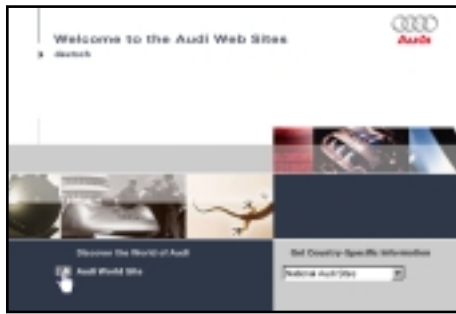 Welcome to the Audi Web Sites
deutsch
Audi
Discover the World of Audi
Audi World Site
Get Country-Specific Information
National Audi Sites